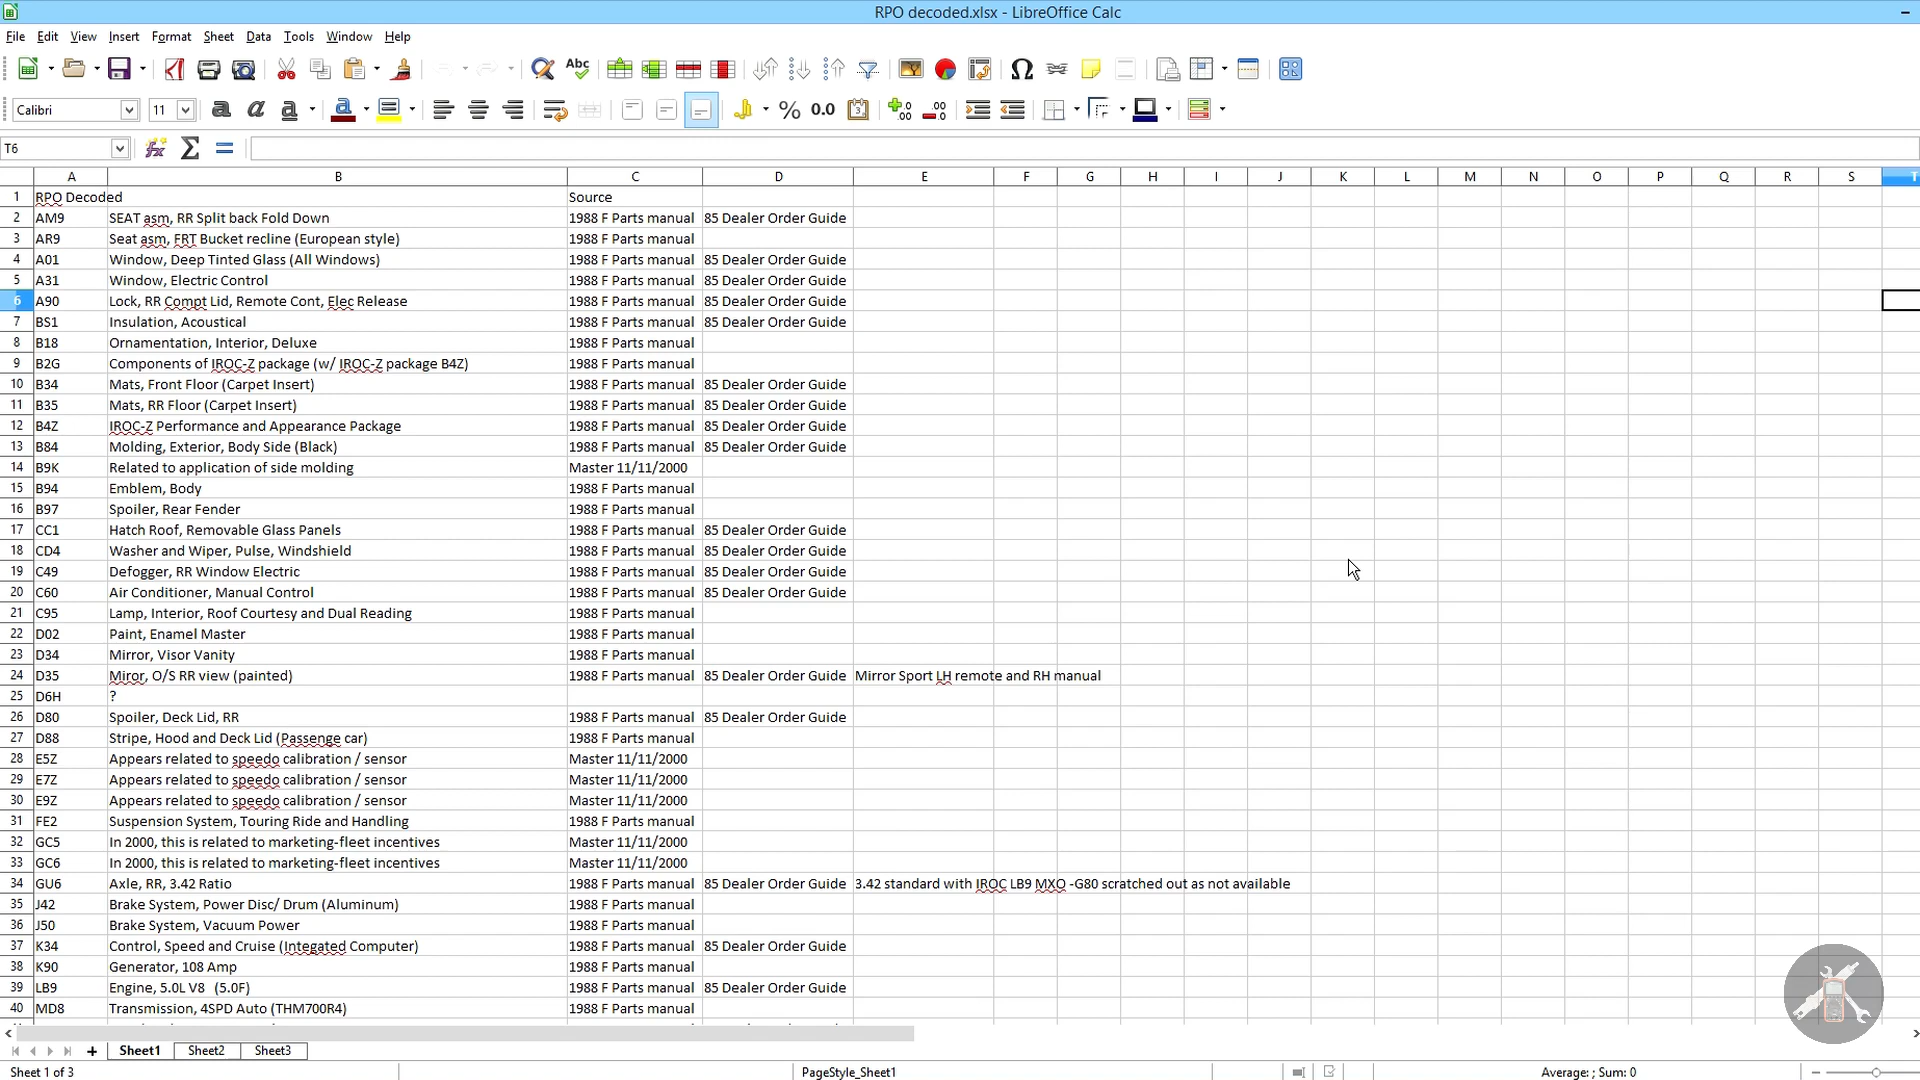 RPO decoded.xlsx - LibreOffice Calc
File Edit View Insert Format Sheet Data Tools Window Help
Abc
Calibri 11 a a a a % 0.0
T6
A B C D E F G H I J K L M N O P Q R S T
1 RPO Decoded Source
2 AM9 SEAT asm, RR Split back Fold Down 1988 F Parts manual 85 Dealer Order Guide
3 AR9 Seat asm, FRT Bucket recline (European style) 1988 F Parts manual
4 A01 Window, Deep Tinted Glass (All Windows) 1988 F Parts manual 85 Dealer Order Guide
5 A31 Window, Electric Control 1988 F Parts manual 85 Dealer Order Guide
6 A90 Lock, RR Compt Lid, Remote Cont, Elec Release 1988 F Parts manual 85 Dealer Order Guide
7 BS1 Insulation, Acoustical 1988 F Parts manual 85 Dealer Order Guide
8 B18 Ornamentation, Interior, Deluxe 1988 F Parts manual
9 B2G Components of IROC-Z package (w/ IROC-Z package B4Z) 1988 F Parts manual
10 B34 Mats, Front Floor (Carpet Insert) 1988 F Parts manual 85 Dealer Order Guide
11 B35 Mats, RR Floor (Carpet Insert) 1988 F Parts manual 85 Dealer Order Guide
12 B4Z IROC-Z Performance and Appearance Package 1988 F Parts manual 85 Dealer Order Guide
13 B84 Molding, Exterior, Body Side (Black) 1988 F Parts manual 85 Dealer Order Guide
14 B9K Related to application of side molding Master 11/11/2000
15 B94 Emblem, Body 1988 F Parts manual
16 B97 Spoiler, Rear Fender 1988 F Parts manual
17 CC1 Hatch Roof, Removable Glass Panels 1988 F Parts manual 85 Dealer Order Guide
18 CD4 Washer and Wiper, Pulse, Windshield 1988 F Parts manual 85 Dealer Order Guide
19 C49 Defogger, RR Window Electric 1988 F Parts manual 85 Dealer Order Guide
20 C60 Air Conditioner, Manual Control 1988 F Parts manual 85 Dealer Order Guide
21 C95 Lamp, Interior, Roof Courtesy and Dual Reading 1988 F Parts manual
22 D02 Paint, Enamel Master 1988 F Parts manual
23 D34 Mirror, Visor Vanity 1988 F Parts manual
24 D35 Miror, O/S RR view (painted) 1988 F Parts manual 85 Dealer Order Guide Mirror Sport LH remote and RH manual
25 D6H ?
26 D80 Spoiler, Deck Lid, RR 1988 F Parts manual 85 Dealer Order Guide
27 D88 Stripe, Hood and Deck Lid (Passenge car) 1988 F Parts manual
28 E5Z Appears related to speedo calibration / sensor Master 11/11/2000
29 E7Z Appears related to speedo calibration / sensor Master 11/11/2000
30 E9Z Appears related to speedo calibration / sensor Master 11/11/2000
31 FE2 Suspension System, Touring Ride and Handling 1988 F Parts manual
32 GC5 In 2000, this is related to marketing-fleet incentives Master 11/11/2000
33 GC6 In 2000, this is related to marketing-fleet incentives Master 11/11/2000
34 GU6 Axle, RR, 3.42 Ratio 1988 F Parts manual 85 Dealer Order Guide 3.42 standard with IROC LB9 MXO -G80 scratched out as not available
35 J42 Brake System, Power Disc/ Drum (Aluminum) 1988 F Parts manual
36 J50 Brake System, Vacuum Power 1988 F Parts manual
37 K34 Control, Speed and Cruise (Integated Computer) 1988 F Parts manual 85 Dealer Order Guide
38 K90 Generator, 108 Amp 1988 F Parts manual
39 LB9 Engine, 5.0L V8 (5.0F) 1988 F Parts manual 85 Dealer Order Guide
40 MD8 Transmission, 4SPD Auto (THM700R4) 1988 F Parts manual
Sheet1 Sheet2 Sheet3
Sheet 1 of 3 PageStyle_Sheet1 Average: ; Sum: 0